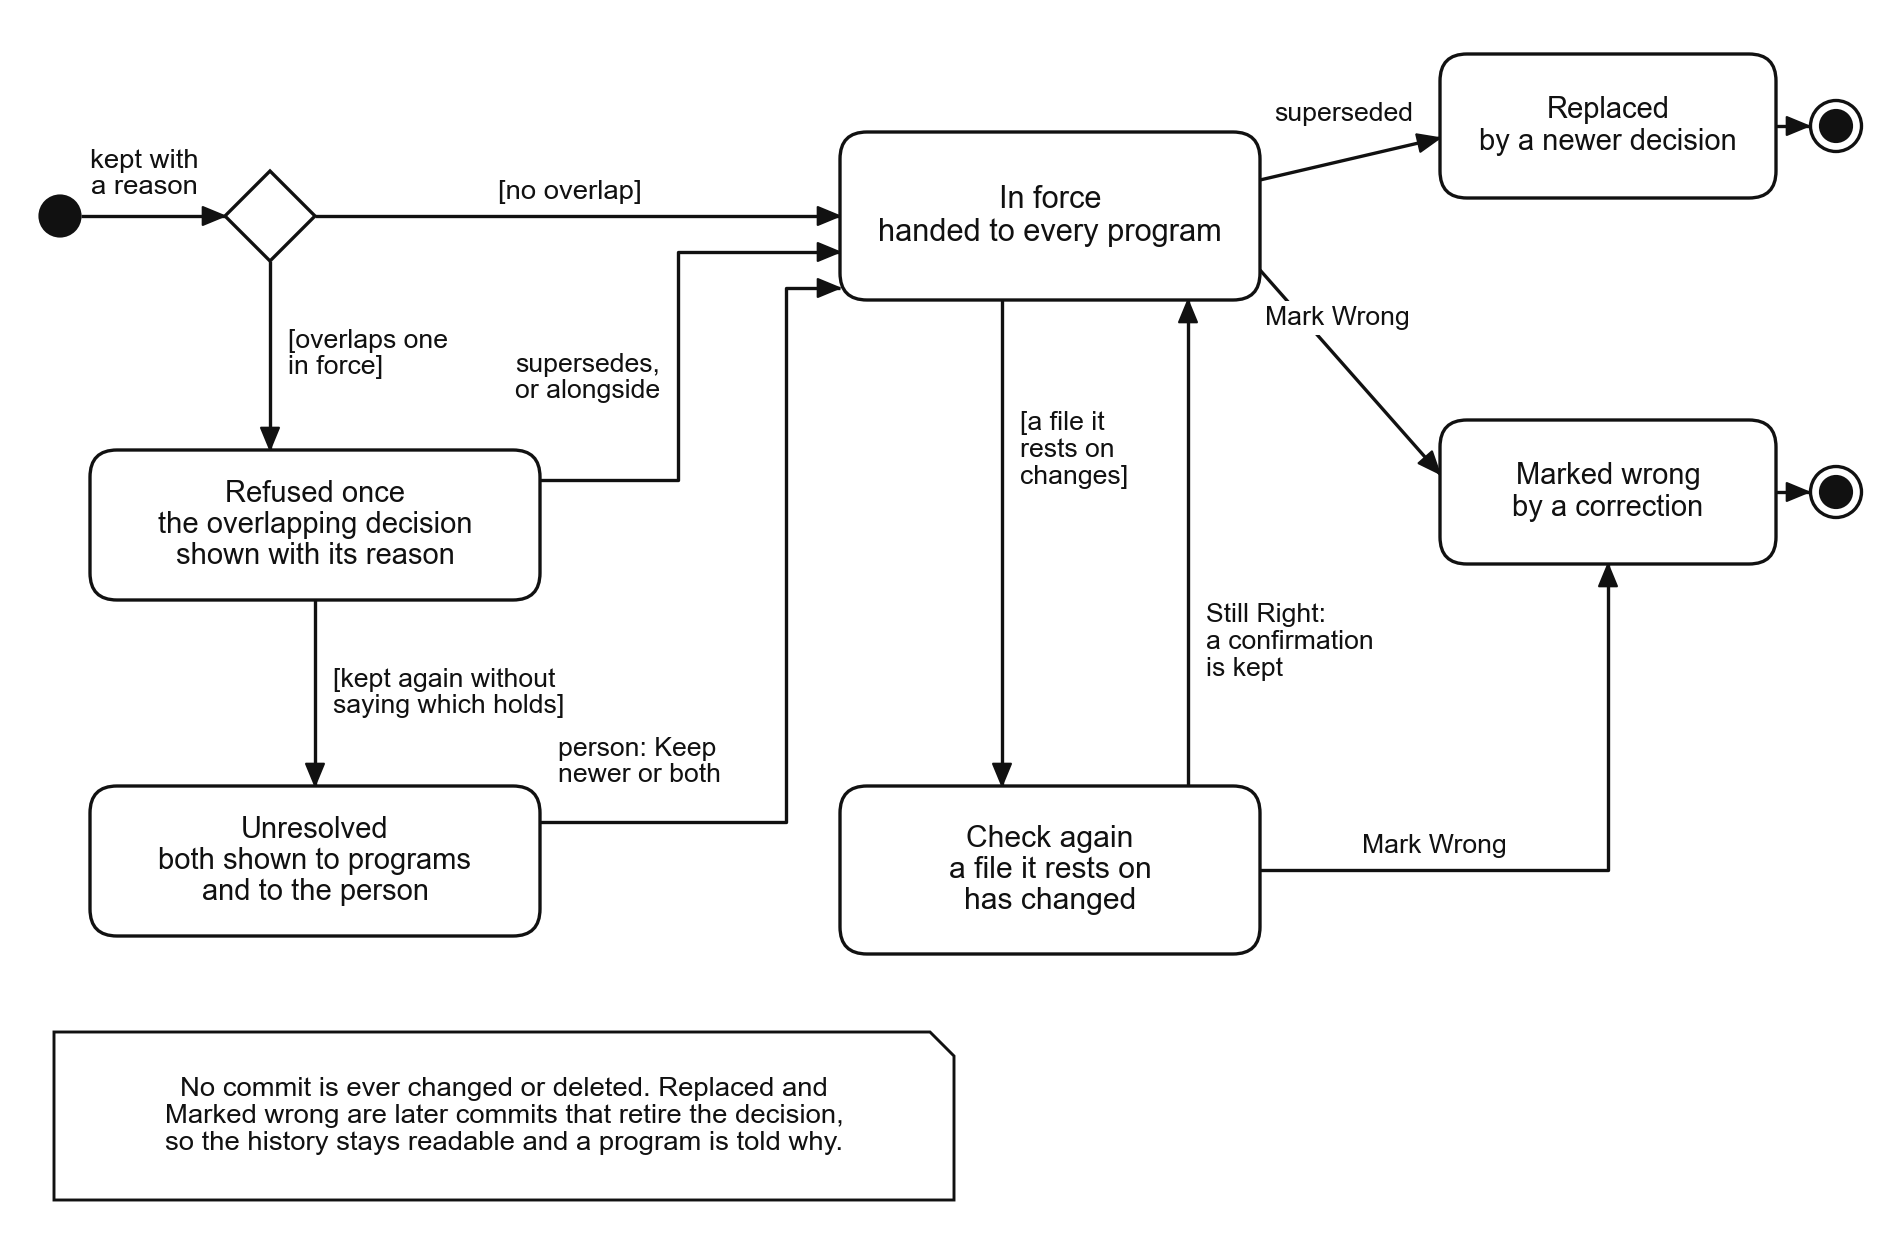 kept with
a reason
[no overlap]
superseded
Replaced
by a newer decision
In force
handed to every program
[overlaps one
in force]
supersedes,
or alongside
Mark Wrong
[a file it
rests on
changes]
Marked wrong
by a correction
Refused once
the overlapping decision
shown with its reason
Still Right:
a confirmation
is kept
[kept again without
saying which holds]
person: Keep
newer or both
Unresolved
both shown to programs
and to the person
Check again
a file it rests on
has changed
Mark Wrong
No commit is ever changed or deleted. Replaced and
Marked wrong are later commits that retire the decision,
so the history stays readable and a program is told why.